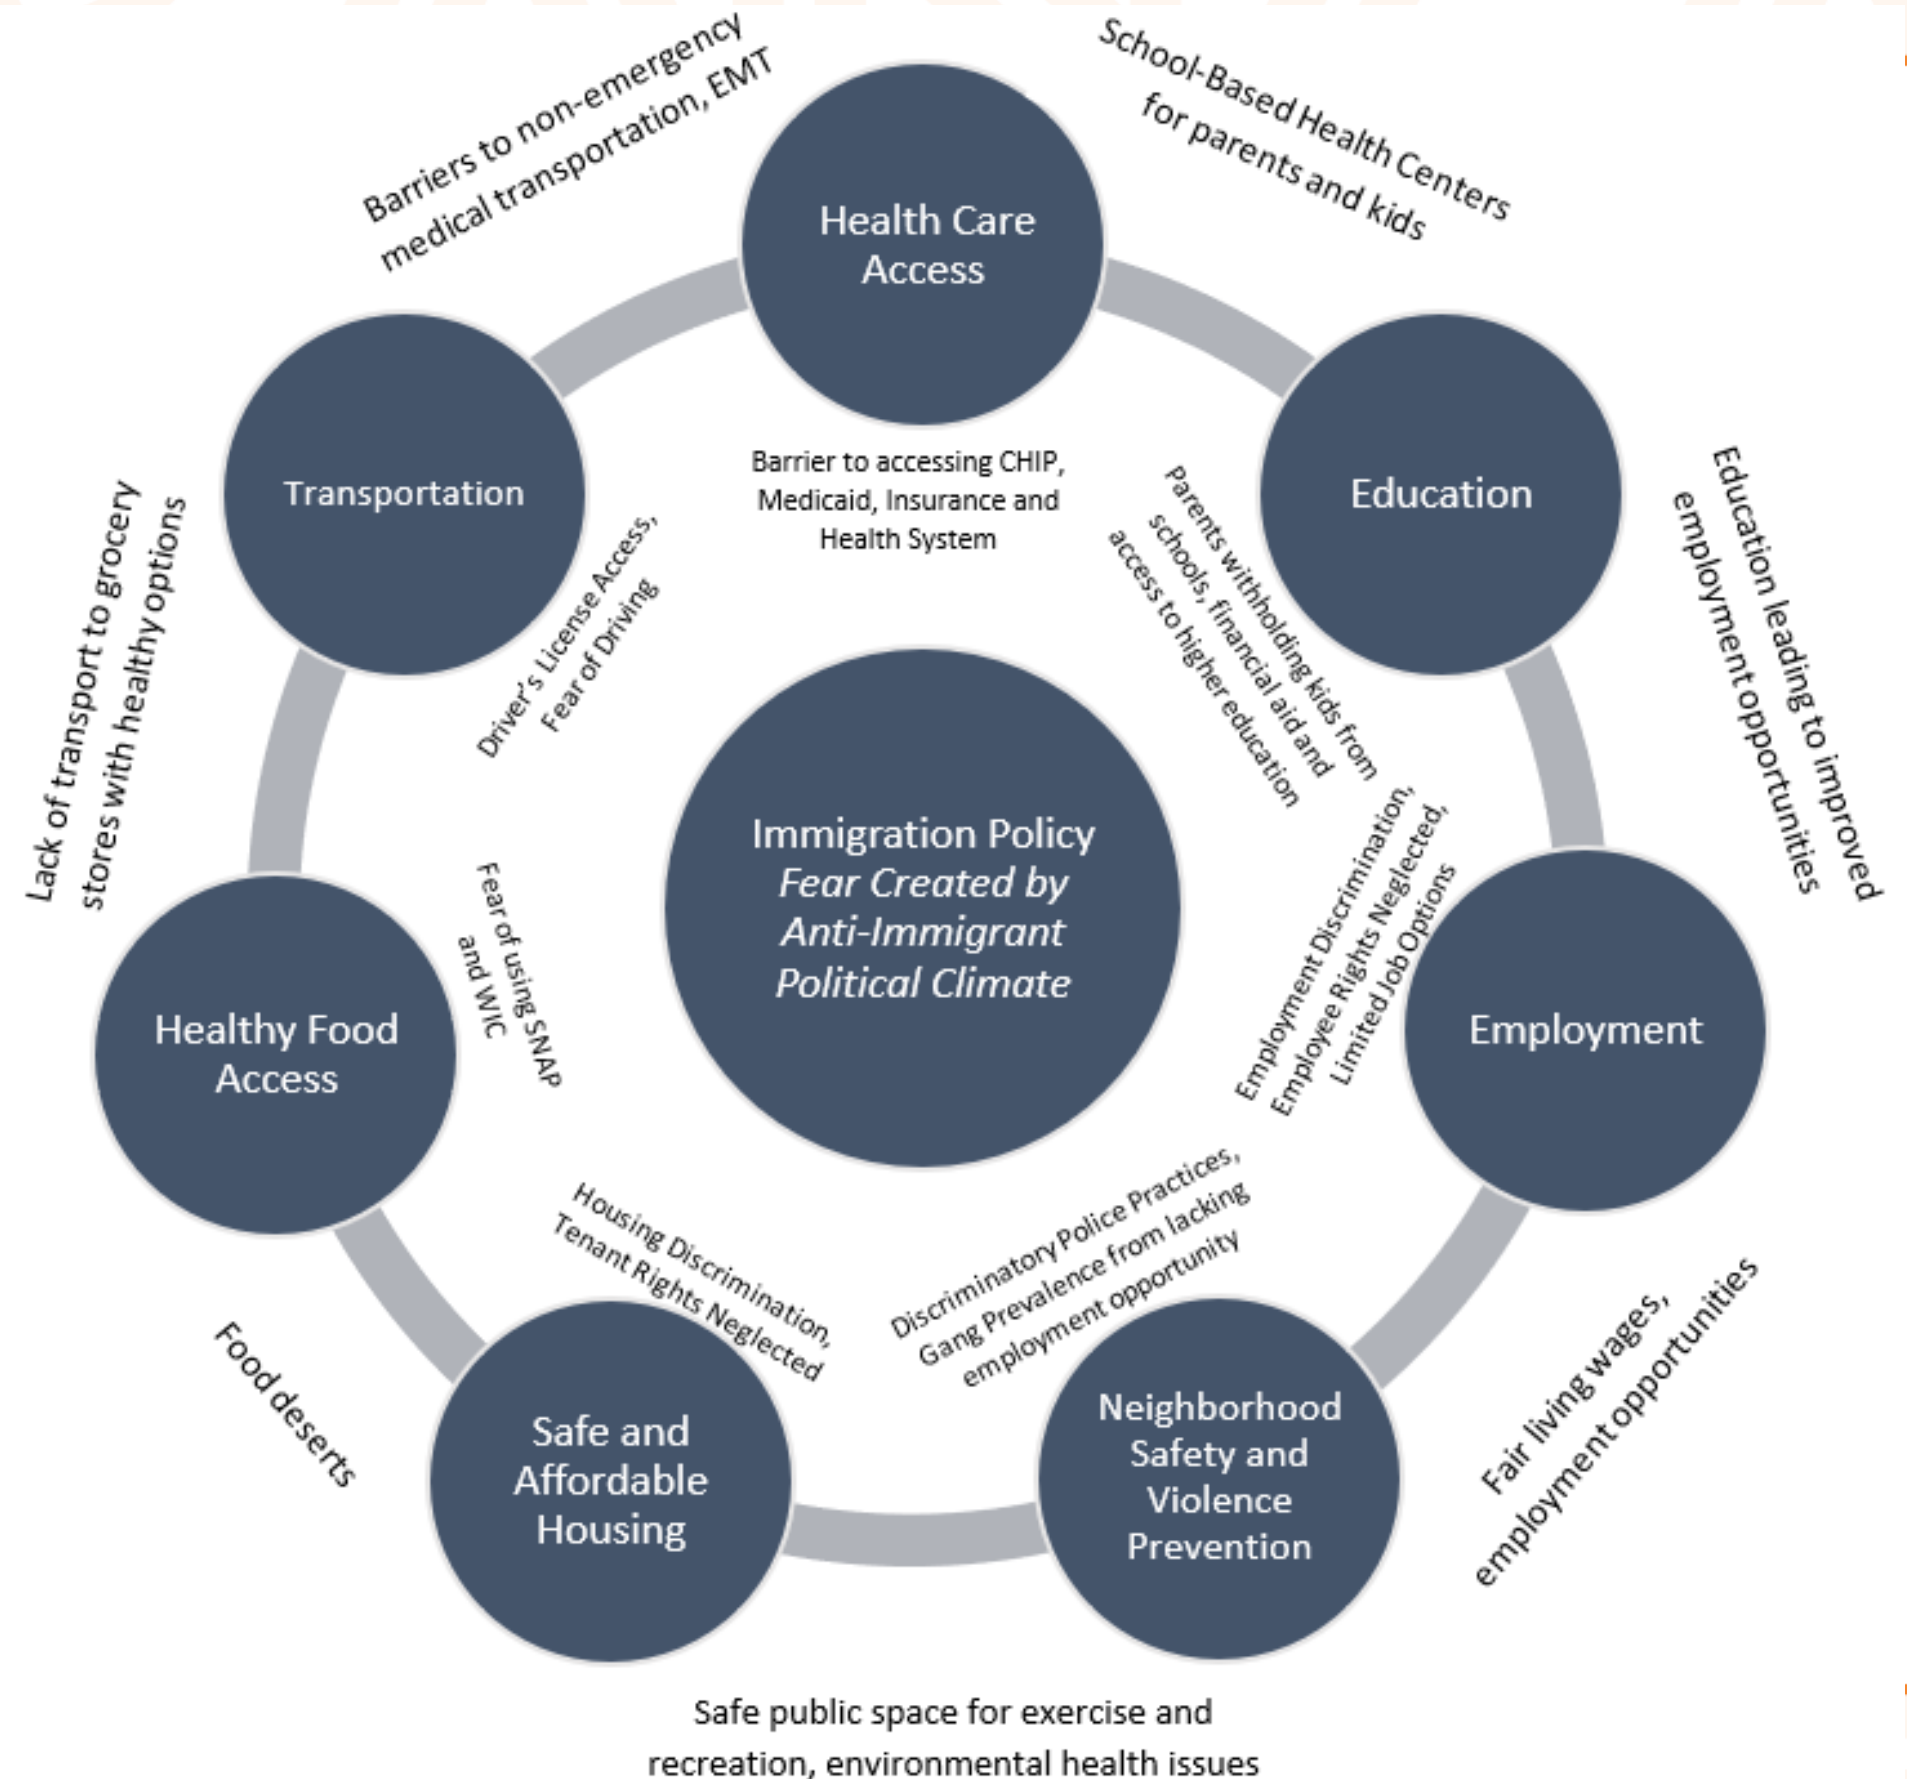 Barriers to non-emergency
medical transportation, EMT
School-Based Health Centers
for parents and kids
Health Care
Access
Transportation
Education
Barrier to accessing CHIP,
Medicaid, Insurance and
Health System
Lack of transport to grocery
stores with healthy options
Driver's License Access,
Fear of Driving
Parents withholding kids from
schools, financial aid and
access to higher education
Education leading to improved
employment opportunities
Immigration Policy
Fear Created by
Anti-Immigrant
Political Climate
Healthy Food
Access
Fear of using SNAP
and WIC
Employment Discrimination,
Employee Rights Neglected,
Limited Job Options
Employment
Housing Discrimination,
Tenant Rights Neglected
Discriminatory Police Practices,
Gang Prevalence from lacking
employment opportunity
Food deserts
Safe and
Affordable
Housing
Neighborhood
Safety and
Violence
Prevention
Fair living wages,
employment opportunities
Safe public space for exercise and
recreation, environmental health issues